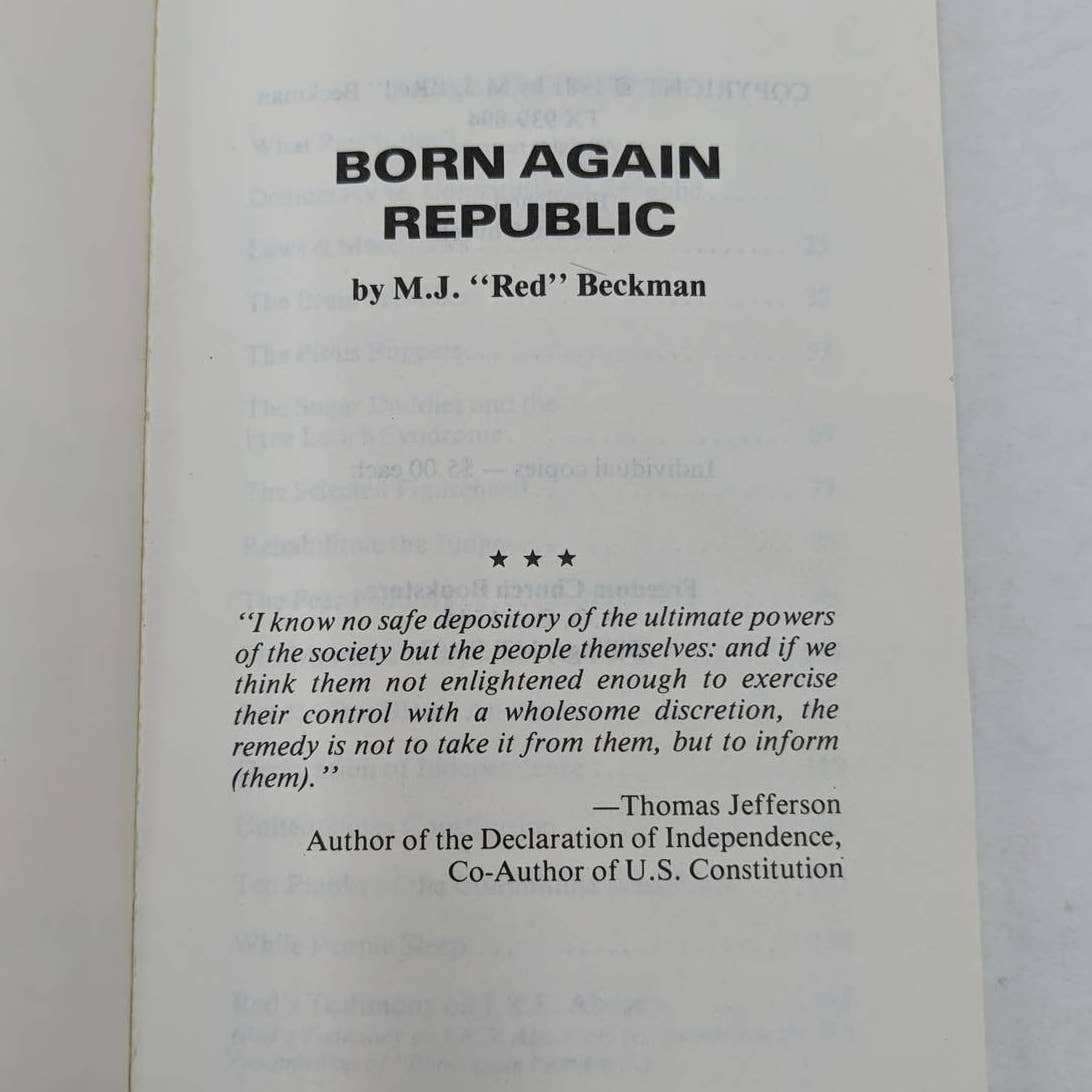 BORN AGAIN
REPUBLIC
by M.J. “Red” Beckman
★ ★ ★
“I know no safe depository of the ultimate powers
of the society but the people themselves: and if we
think them not enlightened enough to exercise
their control with a wholesome discretion, the
remedy is not to take it from them, but to inform
(them).”
—Thomas Jefferson
Author of the Declaration of Independence,
Co-Author of U.S. Constitution